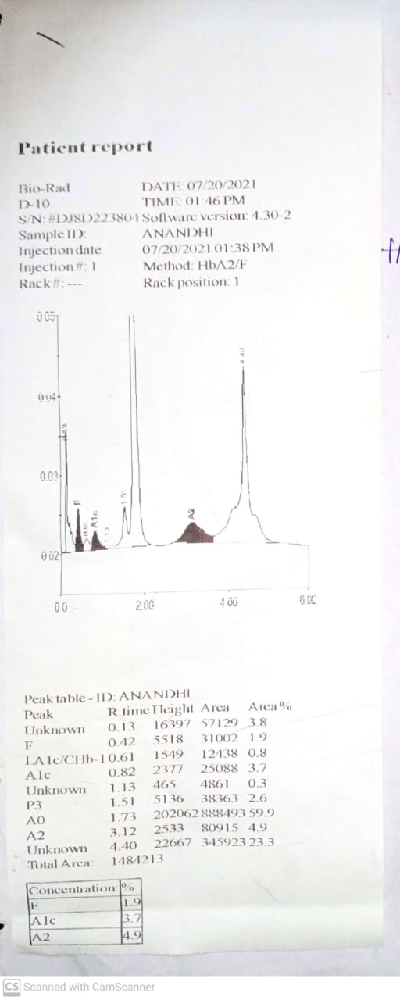 Patient report
Bio-Rad DATE: 07/20/2021
D-10 TIME: 01:46 PM
S/N: #DJ8D223804 Software version: 4.30-2
Sample ID: ANANDHI
Injection date 07/20/2021 01:38 PM
Injection #: 1 Method: HbA2/F
Rack #: --- Rack position: 1
0.05
0.04
0.03
0.02
F
A1c
1.13
A2
4.40
0.0 2.00 4.00 6.00
Peak table - ID: ANANDHI
Peak R.time Height Area Area %
Unknown 0.13 16397 57129 3.8
F 0.42 5518 31002 1.9
LA1c/CHb-1 0.61 1549 12438 0.8
A1c 0.82 2377 25088 3.7
Unknown 1.13 465 4861 0.3
P3 1.51 5136 38363 2.6
A0 1.73 202062 888493 59.9
A2 3.12 2533 80915 4.9
Unknown 4.40 22667 345923 23.3
Total Area: 1484213
Concentration: %
F 1.9
A1c 3.7
A2 4.9
CS Scanned with CamScanner